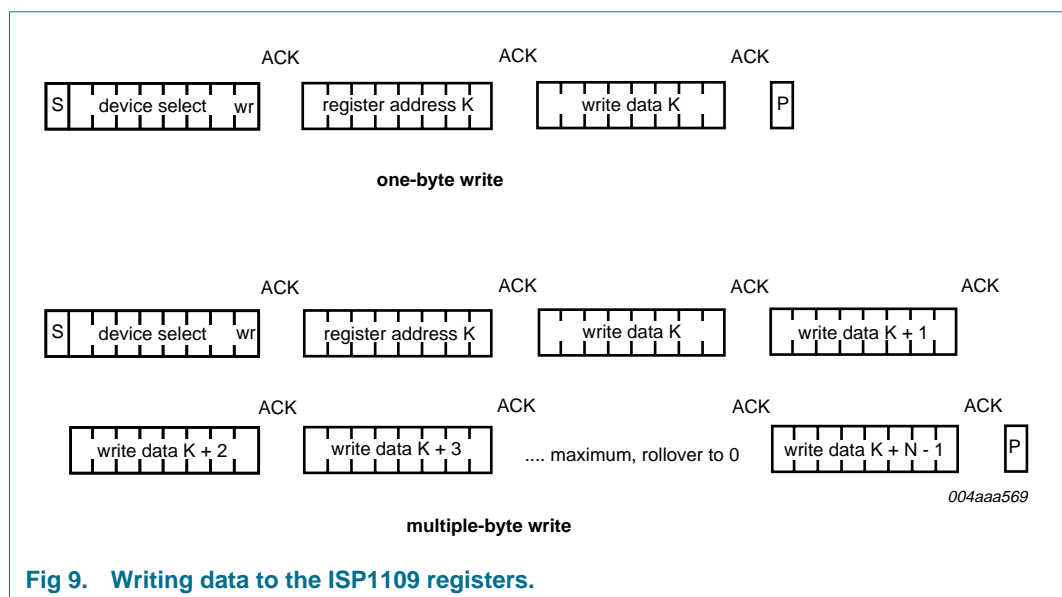 ACK ACK ACK
S device select wr register address K write data K P
one-byte write
ACK ACK ACK ACK
S device select wr register address K write data K write data K + 1
ACK ACK ACK ACK
write data K + 2 write data K + 3 .... maximum, rollover to 0 write data K + N - 1 P
004aaa569
multiple-byte write
Fig 9. Writing data to the ISP1109 registers.